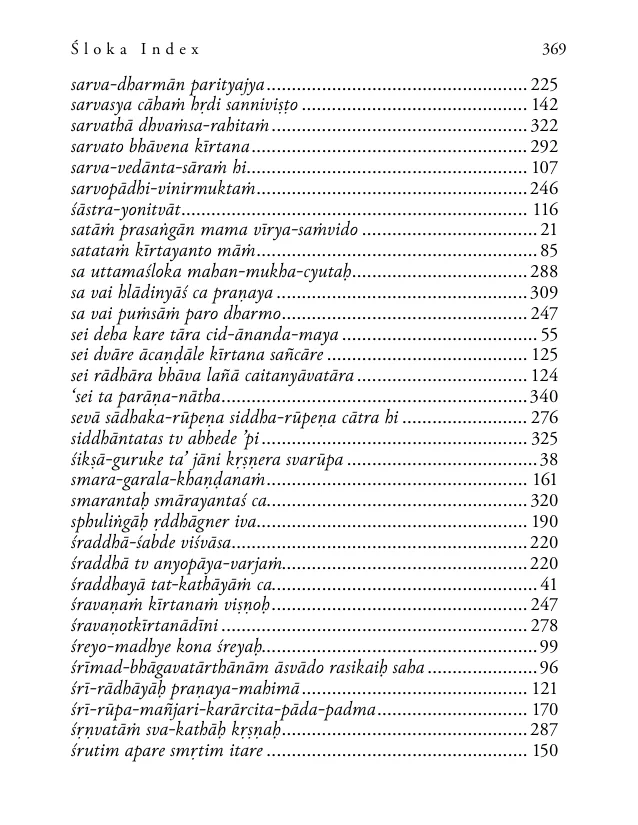 Śloka Index 369
sarva-dharmān parityajya 225
sarvasya cāhaṁ hṛdi sanniviṣṭo 142
sarvathā dhvaṁsa-rahitaṁ 322
sarvato bhāvena kīrtana 292
sarva-vedānta-sāraṁ hi 107
sarvopādhi-vinirmuktaṁ 246
śāstra-yonitvāt 116
satāṁ prasaṅgān mama vīrya-saṁvido 21
satataṁ kīrtayanto māṁ 85
sa uttamaśloka mahan-mukha-cyutaḥ 288
sa vai hlādinyāś ca praṇaya 309
sa vai puṁsāṁ paro dharmo 247
sei deha kare tāra cid-ānanda-maya 55
sei dvāre ācaṇḍāle kīrtana sañcāre 125
sei rādhāra bhāva lañā caitanyāvatāra 124
‘sei ta parāṇa-nātha 340
sevā sādhaka-rūpeṇa siddha-rūpeṇa cātra hi 276
siddhāntatas tv abhede ’pi 325
śikṣā-guruke ta’ jāni kṛṣṇera svarūpa 38
smara-garala-khaṇḍanaṁ 161
smarantaḥ smārayantaś ca 320
sphuliṅgāḥ ṛddhāgner iva 190
śraddhā-śabde viśvāsa 220
śraddhā tv anyopāya-varjaṁ 220
śraddhayā tat-kathāyāṁ ca 41
śravaṇaṁ kīrtanaṁ viṣṇoḥ 247
śravaṇotkīrtanādīni 278
śreyo-madhye kona śreyaḥ 99
śrīmad-bhāgavatārthānām āsvādo rasikaiḥ saha 96
śrī-rādhāyāḥ praṇaya-mahimā 121
śrī-rūpa-mañjari-karārcita-pāda-padma 170
śṛṇvatāṁ sva-kathāḥ kṛṣṇaḥ 287
śrutim apare smṛtim itare 150